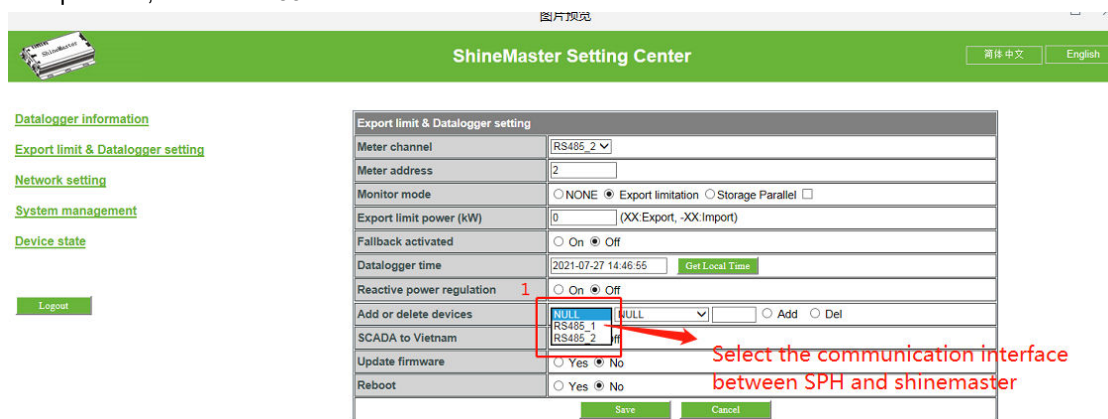 图片预览
ShineMaster
ShineMaster Setting Center
简体中文 English
Datalogger information
Export limit & Datalogger setting
Network setting
System management
Device state
Logout
Export limit & Datalogger setting
Meter channel RS485_2
Meter address 2
Monitor mode NONE Export limitation Storage Parallel
Export limit power (kW) 0 (XX:Export, -XX:Import)
Fallback activated On Off
Datalogger time 2021-07-27 14:46:55 Get Local Time
Reactive power regulation 1 On Off
Add or delete devices NULL NULL Add Del
RS485_1
SCADA to Vietnam RS485_2 ff
Update firmware Yes No
Reboot Yes No
Save Cancel
Select the communication interface
between SPH and shinemaster